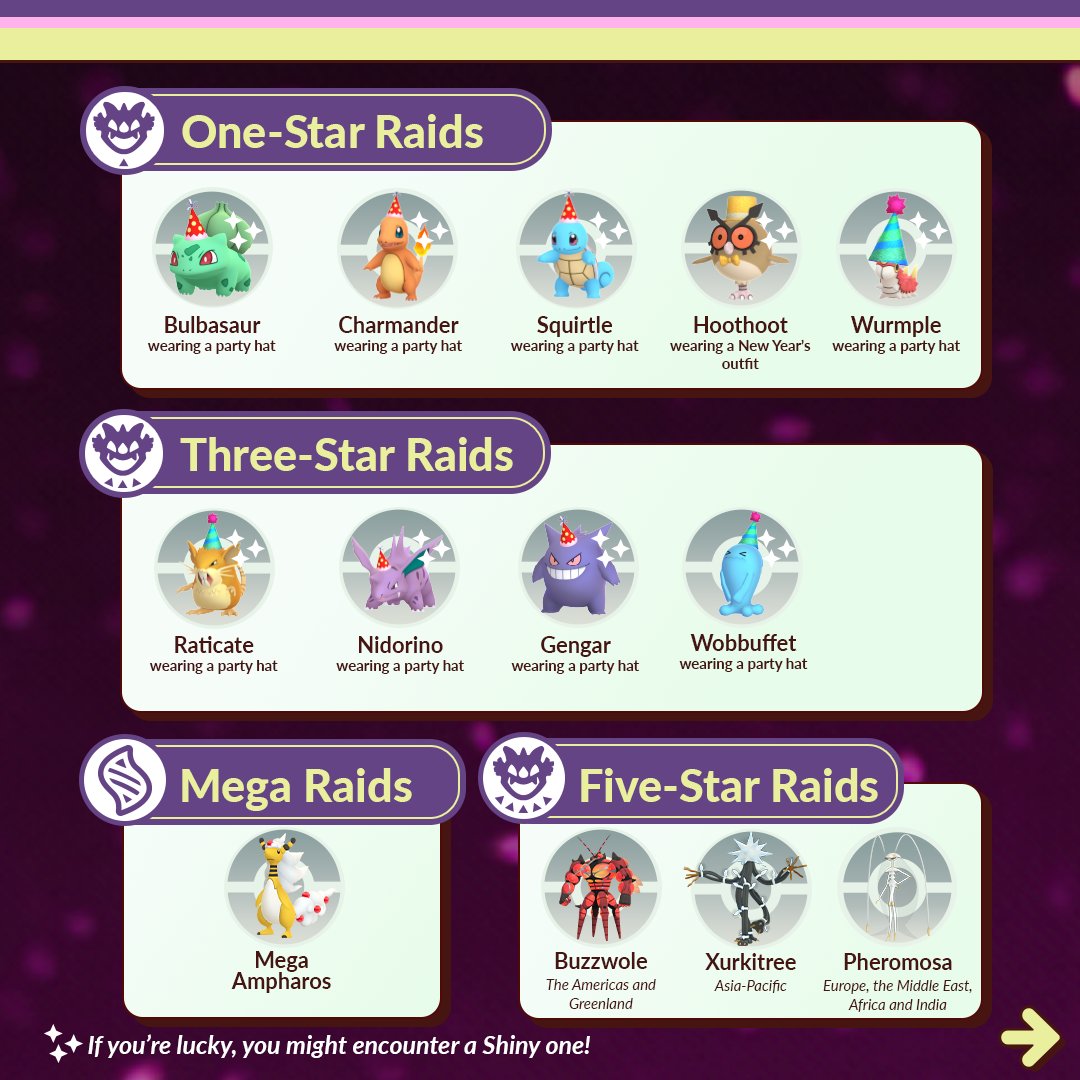 One-Star Raids
Bulbasaur
wearing a party hat
Charmander
wearing a party hat
Squirtle
wearing a party hat
Hoothoot
wearing a New Year's
outfit
Wurmple
wearing a party hat
Three-Star Raids
Raticate
wearing a party hat
Nidorino
wearing a party hat
Gengar
wearing a party hat
Wobbuffet
wearing a party hat
Mega Raids
Mega
Ampharos
Five-Star Raids
Buzzwole
The Americas and
Greenland
Xurkitree
Asia-Pacific
Pheromosa
Europe, the Middle East,
Africa and India
If you're lucky, you might encounter a Shiny one!